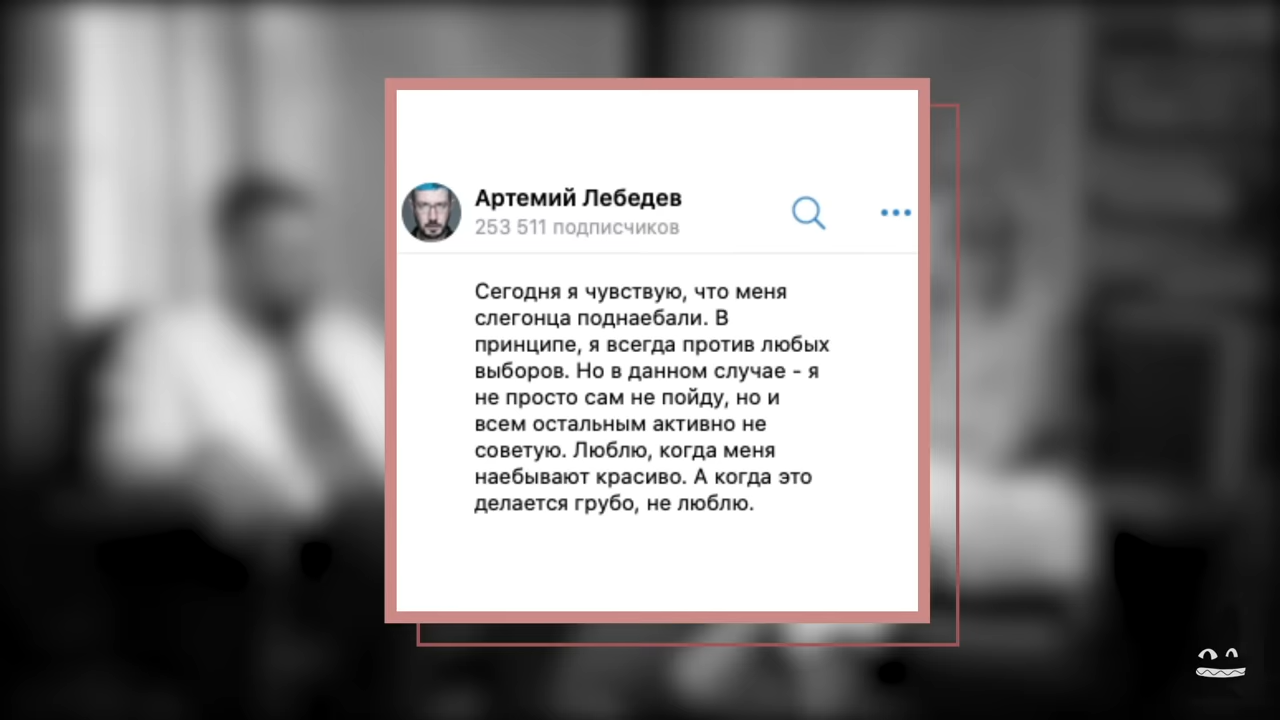 Артемий Лебедев
253 511 подписчиков
Сегодня я чувствую, что меня
слегонца поднаебали. В
принципе, я всегда против любых
выборов. Но в данном случае - я
не просто сам не пойду, но и
всем остальным активно не
советую. Люблю, когда меня
наебывают красиво. А когда это
делается грубо, не люблю.